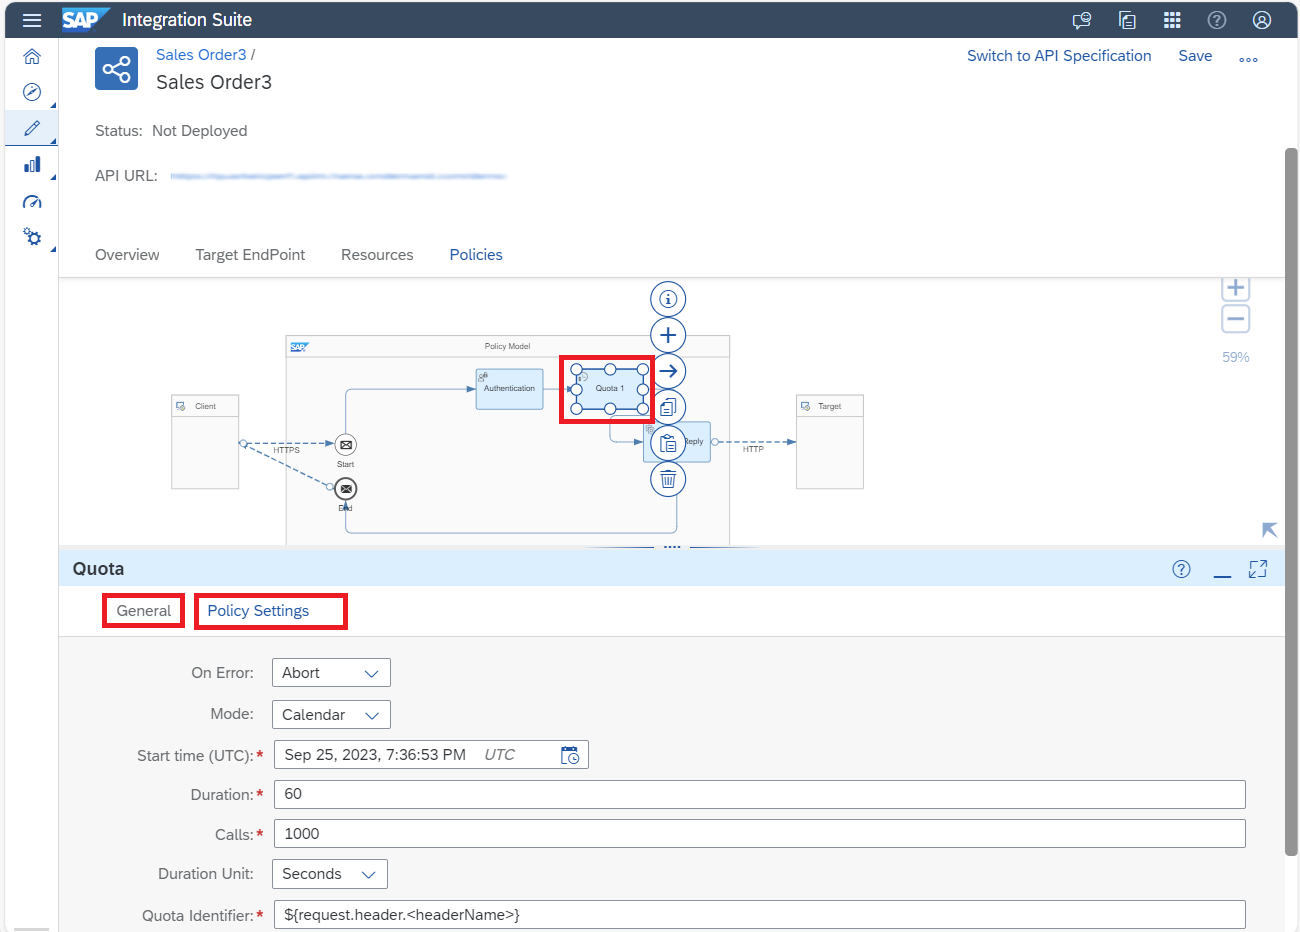 SAP Integration Suite
Sales Order3 /
Sales Order3
Switch to API Specification Save
Status: Not Deployed
API URL:
Overview Target EndPoint Resources Policies
SAP Policy Model
59%
Authentication
Quota 1
Client
Target
Reply
HTTPS
HTTP
Start
End
Quota
General Policy Settings
On Error: Abort
Mode: Calendar
Start time (UTC):* Sep 25, 2023, 7:36:53 PM UTC
Duration:* 60
Calls:* 1000
Duration Unit: Seconds
Quota Identifier:* ${request.header.<headerName>}